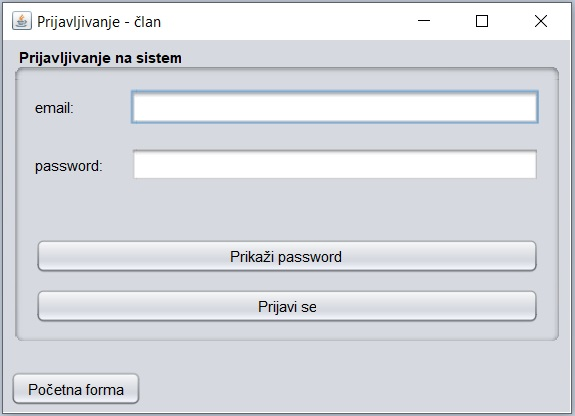 Prijavljivanje - član
Prijavljivanje na sistem
email:
password:
Prikaži password
Prijavi se
Početna forma